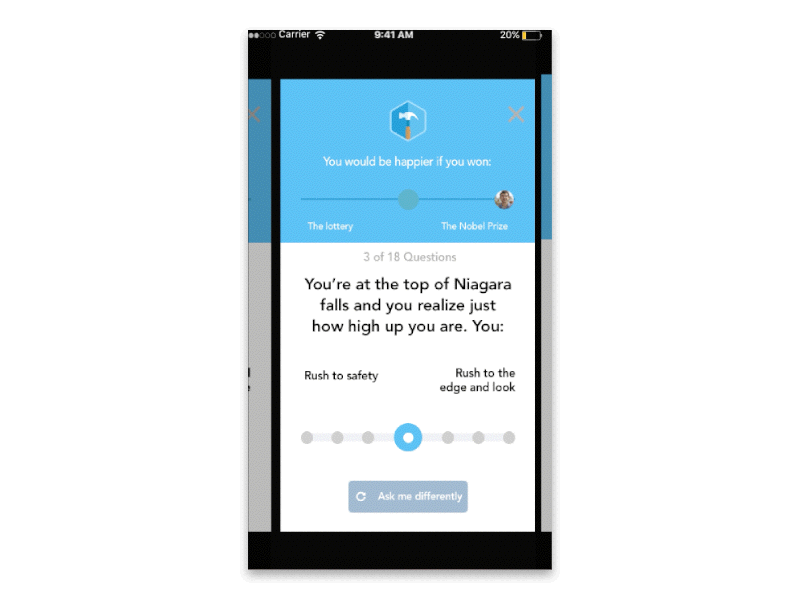 Carrier 9:41 AM 20%
You would be happier if you won:
The lottery The Nobel Prize
3 of 18 Questions
You're at the top of Niagara
falls and you realize just
how high up you are. You:
Rush to safety
Rush to the
edge and look
Ask me differently